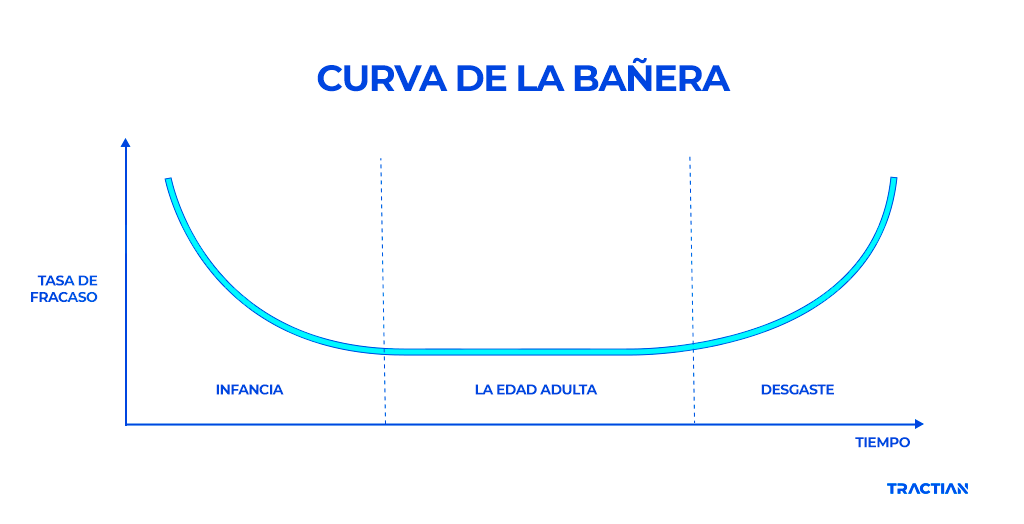 CURVA DE LA BAÑERA
TASA DE
FRACASO
INFANCIA
LA EDAD ADULTA
DESGASTE
TIEMPO
TRACTIAN